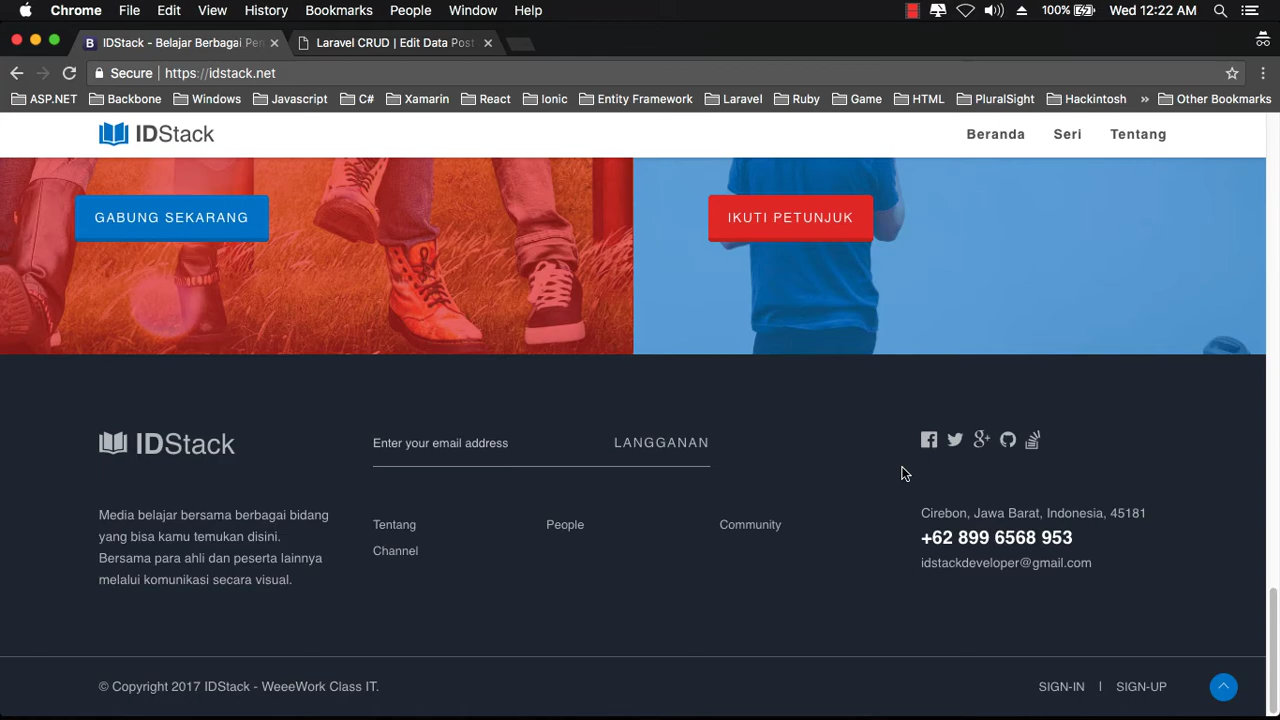 Chrome File Edit View History Bookmarks People Window Help 100% Wed 12:22 AM
IDStack - Belajar Berbagai Per Laravel CRUD | Edit Data Post
Secure https://idstack.net
ASP.NET Backbone Windows Javascript C# Xamarin React Ionic Entity Framework Laravel Ruby Game HTML PluralSight Hackintosh » Other Bookmarks
IDStack Beranda Seri Tentang
GABUNG SEKARANG IKUTI PETUNJUK
IDStack Enter your email address LANGGANAN
Media belajar bersama berbagai bidang
yang bisa kamu temukan disini.
Bersama para ahli dan peserta lainnya
melalui komunikasi secara visual.
Tentang People Community
Channel
Cirebon, Jawa Barat, Indonesia, 45181
+62 899 6568 953
idstackdeveloper@gmail.com
© Copyright 2017 IDStack - WeeeWork Class IT. SIGN-IN | SIGN-UP